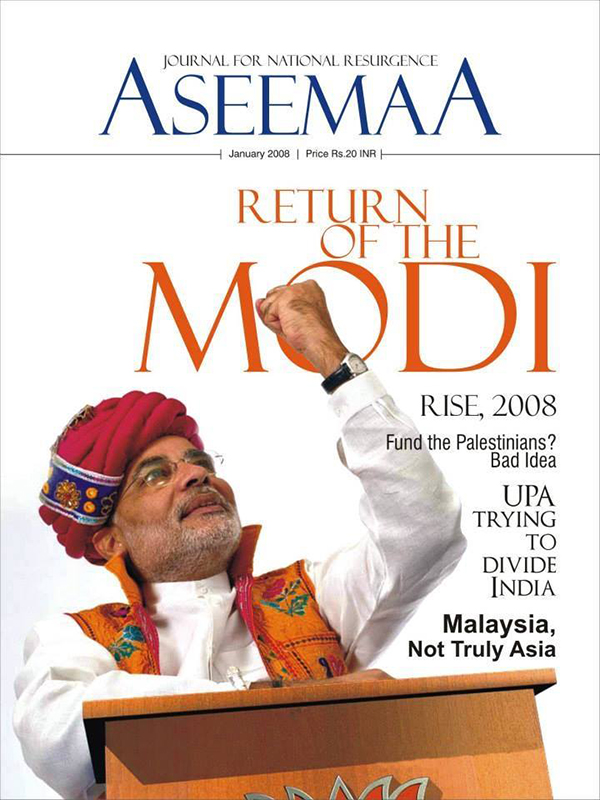 JOURNAL FOR NATIONAL RESURGENCE
ASEEMAA
January 2008 | Price Rs.20 INR
RETURN
OF THE
MODI
RISE, 2008
Fund the Palestinians?
Bad Idea
UPA
TRYING
TO
DIVIDE
INDIA
Malaysia,
Not Truly Asia